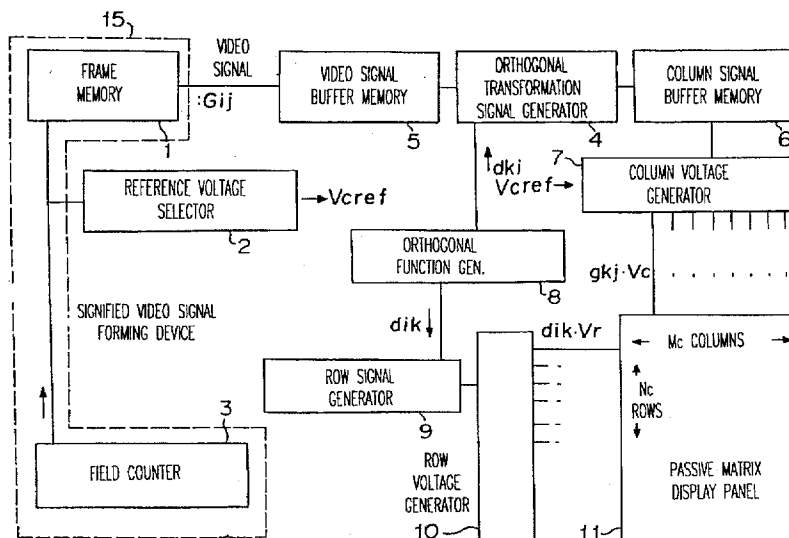 15
FRAME
MEMORY
1
VIDEO
SIGNAL
:Gij
VIDEO SIGNAL
BUFFER MEMORY
5
ORTHOGONAL
TRANSFORMATION
SIGNAL GENERATOR
4
COLUMN SIGNAL
BUFFER MEMORY
6
REFERENCE VOLTAGE
SELECTOR
2
Vcref
dkj
Vcref
7
COLUMN VOLTAGE
GENERATOR
ORTHOGONAL
FUNCTION GEN.
8
gkj·Vc
SIGNIFIED VIDEO SIGNAL
FORMING DEVICE
dik
dik·Vr
ROW SIGNAL
GENERATOR
9
Mc COLUMNS
Nc
ROWS
3
FIELD COUNTER
ROW
VOLTAGE
GENERATOR
10
PASSIVE MATRIX
DISPLAY PANEL
11